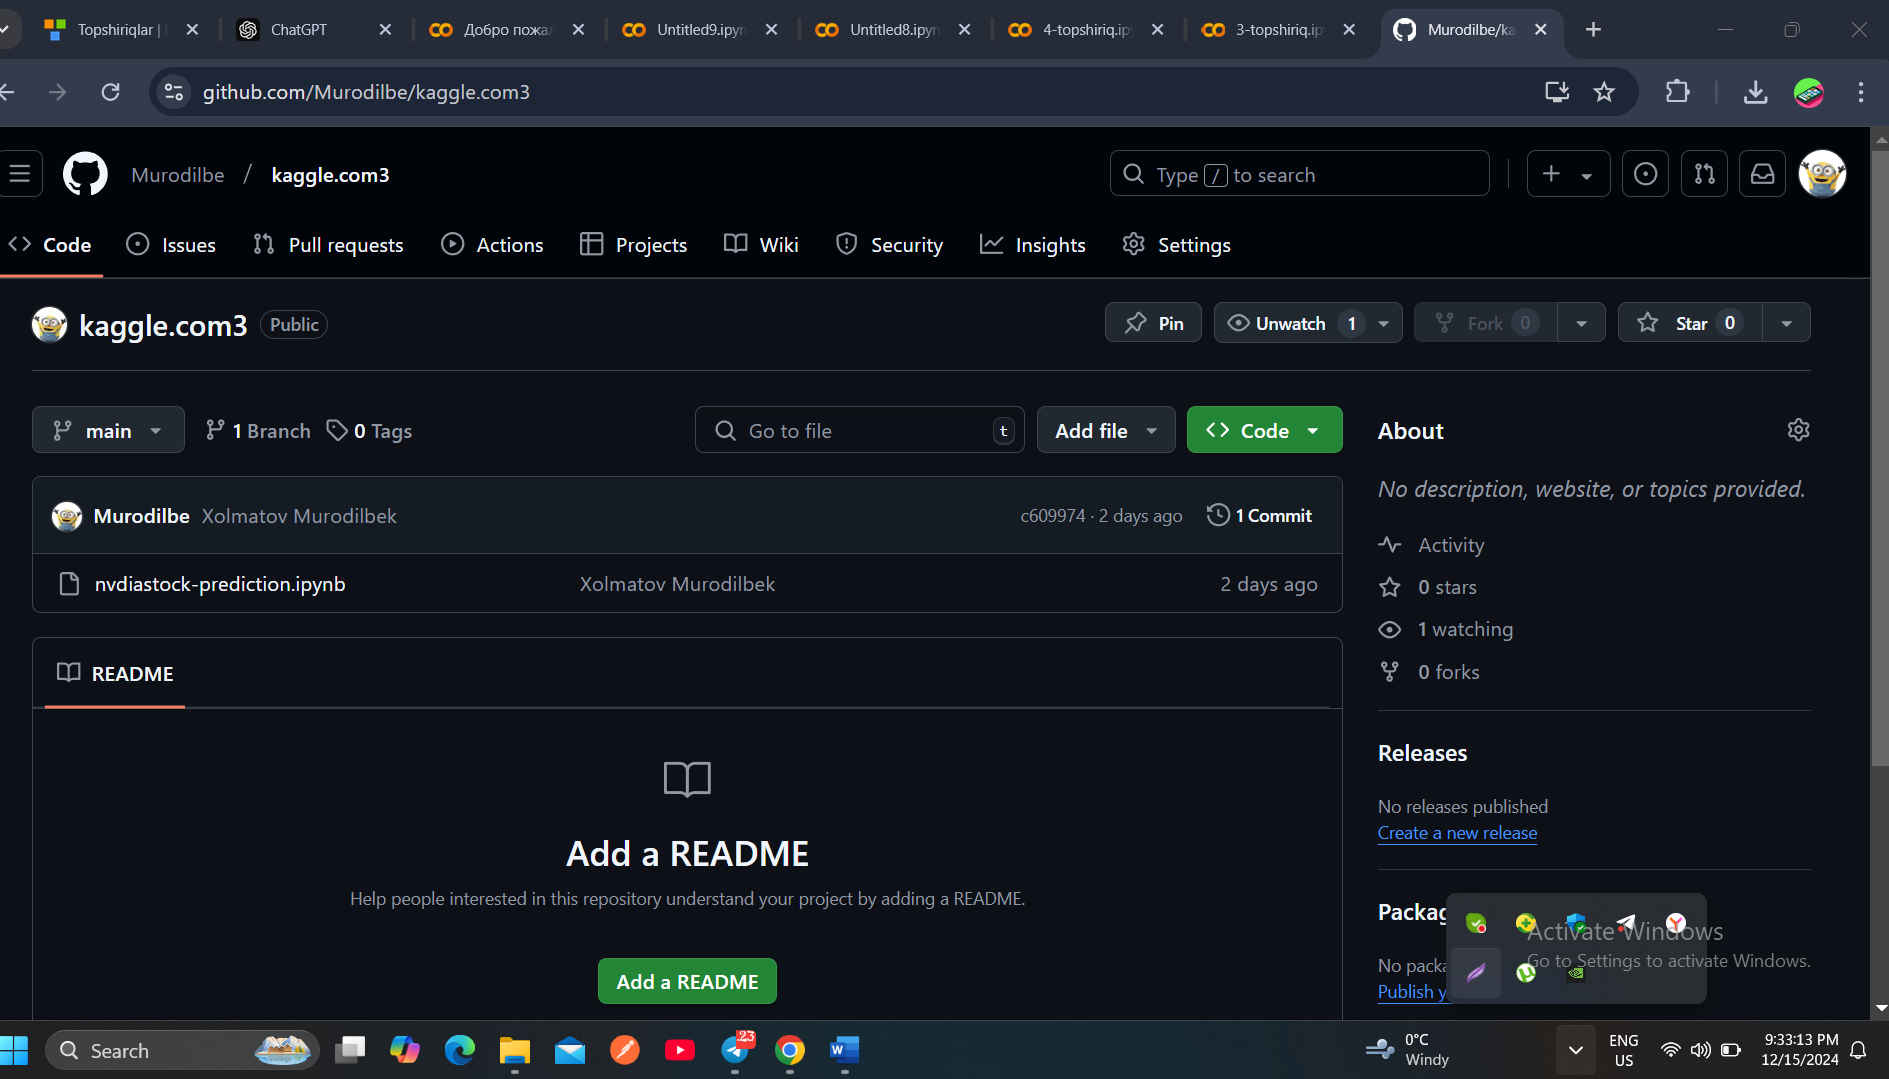 Topshiriqlar |
ChatGPT
Добро пожа
Untitled9.ipyn
Untitled8.ipyn
4-topshiriq.ip
3-topshiriq.ip
Murodilbe/ka
github.com/Murodilbe/kaggle.com3
Murodilbe / kaggle.com3
Type / to search
Code
Issues
Pull requests
Actions
Projects
Wiki
Security
Insights
Settings
kaggle.com3 Public
Pin
Unwatch 1
Fork 0
Star 0
main
1 Branch
0 Tags
Go to file t
Add file
Code
Murodilbe Xolmatov Murodilbek
c609974 · 2 days ago
1 Commit
nvdiastock-prediction.ipynb
Xolmatov Murodilbek
2 days ago
README
Add a README
Help people interested in this repository understand your project by adding a README.
Add a README
About
No description, website, or topics provided.
Activity
0 stars
1 watching
0 forks
Releases
No releases published
Create a new release
Packag
No packa
Publish y
Activate Windows
Go to Settings to activate Windows.
Search
23
0°C
Windy
ENG
US
9:33:13 PM
12/15/2024